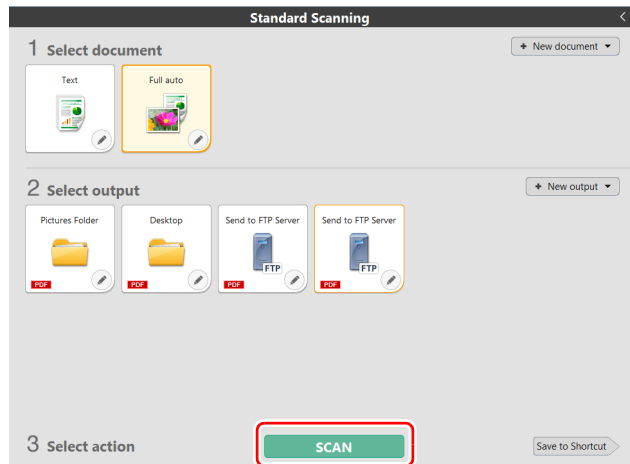 Standard Scanning
1 Select document
+ New document
Text
Full auto
2 Select output
+ New output
Pictures Folder
Desktop
Send to FTP Server
Send to FTP Server
FTP
FTP
PDF
PDF
PDF
PDF
3 Select action
SCAN
Save to Shortcut